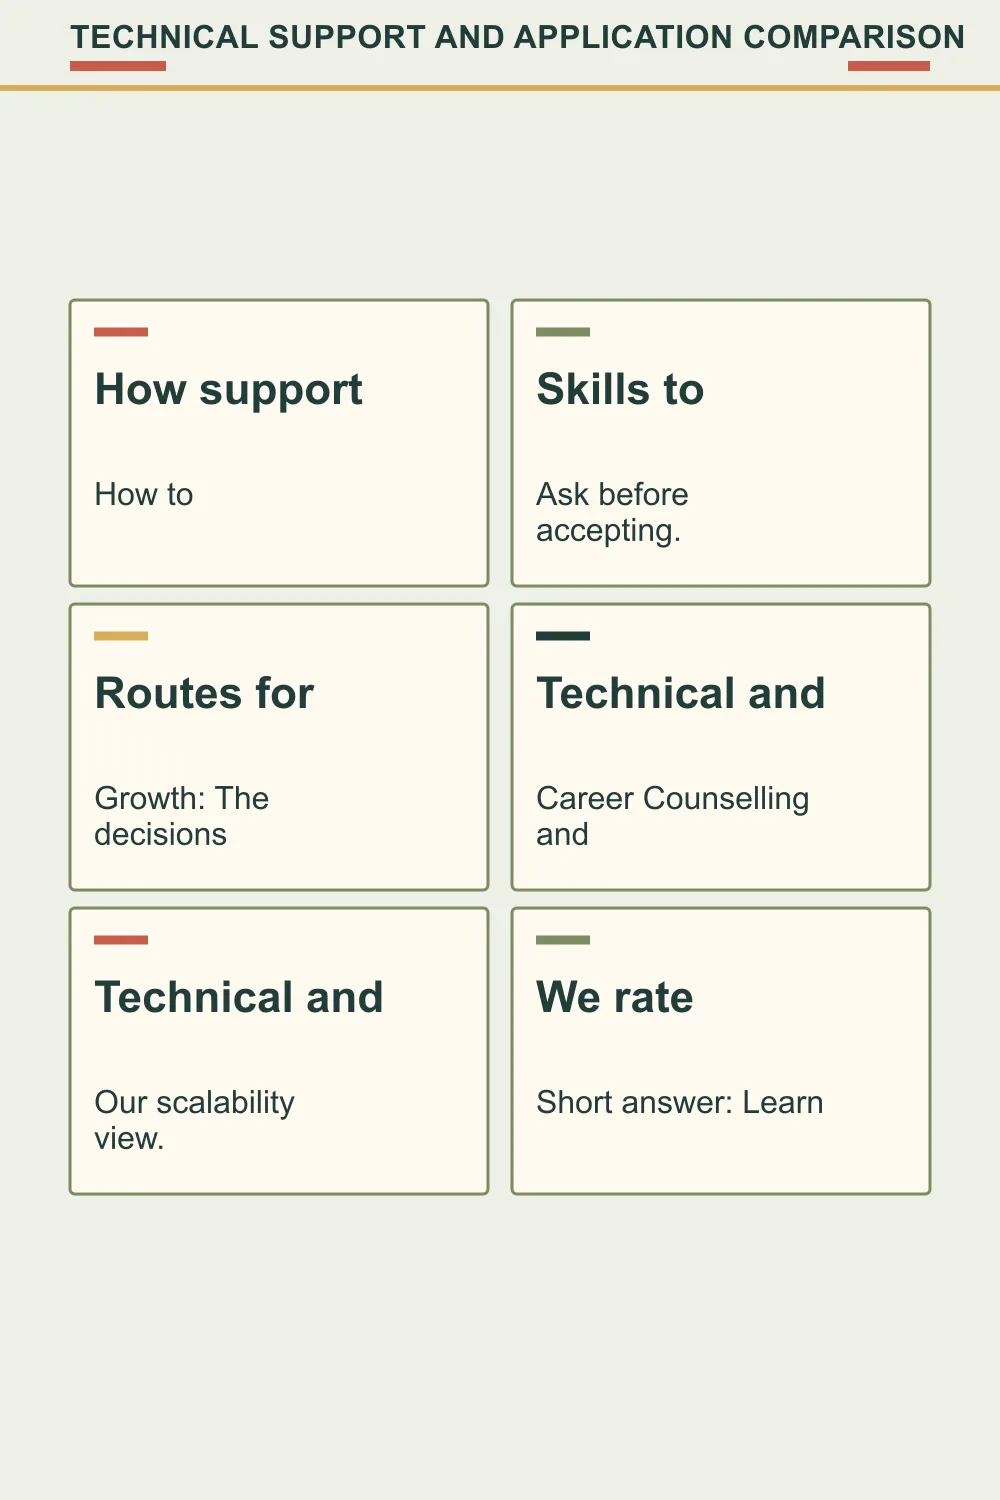 TECHNICAL SUPPORT AND APPLICATION COMPARISON
How support
How to
Skills to
Ask before
accepting.
Routes for
Growth: The
decisions
Technical and
Career Counselling
and
Technical and
Our scalability
view.
We rate
Short answer: Learn